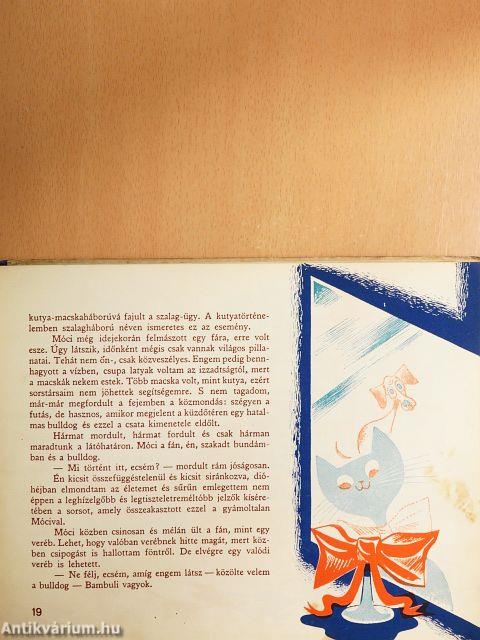 kutya-macskaháborúvá fajult a szalag-ügy. A kutyatörténe-
lemben szalagháború néven ismeretes ez az esemény.
Móci még idejekorán felmászott egy fára, erre volt
esze. Úgy látszik, időnként mégis csak vannak világos pilla-
natai. Tehát nem ön-, csak közveszélyes. Engem pedig benn-
hagyott a vízben, csupa latyak voltam az izzadtságtól, mert
a macskák nekem estek. Több macska volt, mint kutya, ezért
sorstársaim nem jöhettek segítségemre. S nem tagadom,
már-már megfordult a fejemben a közmondás: szégyen a
futás, de hasznos, amikor megjelent a küzdőtéren egy hatal-
mas bulldog és ezzel a csata kimenetele eldőlt.
Hármat mordult, hármat fordult és csak hárman
maradtunk a látóhatáron. Móci a fán, én, szakadt bundám-
ban és a bulldog.
— Mi történt itt, ecsém? — mordult rám jóságosan.
Én kicsit összefüggéstelenül és kicsit siránkozva, dió-
héjban elmondtam az életemet és sűrűn emlegettem nem
éppen a leghízelgőbb és legtiszteletreméltóbb jelzők kísére-
tében a sorsot, amely összeakasztott ezzel a gyámoltalan
Mócival.
Móci közben csinosan és mélán ült a fán, mint egy
veréb. Lehet, hogy valóban verébnek hitte magát, mert köz-
ben csipogást is hallottam föntről. De elvégre egy valódi
veréb is lehetett.
— Ne félj, ecsém, amíg engem látsz — közölte velem
a bulldog — Bambuli vagyok.
19
Antikvárium.hu